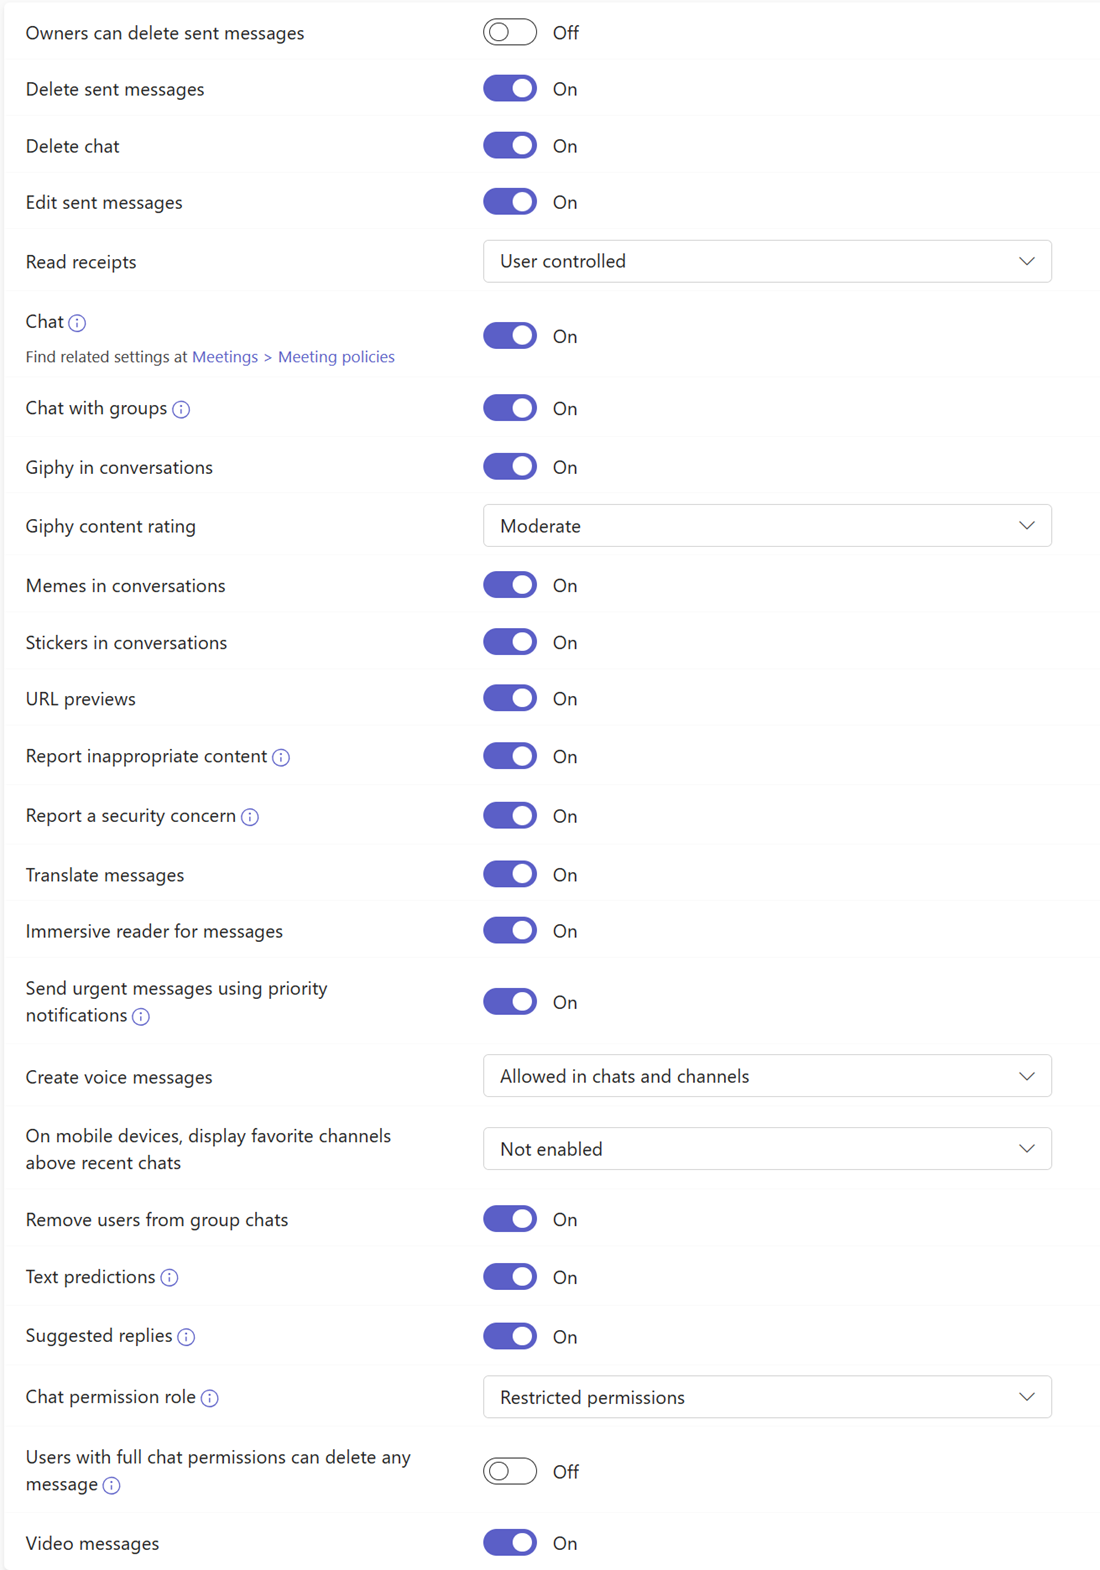 Owners can delete sent messages Off
Delete sent messages On
Delete chat On
Edit sent messages On
Read receipts User controlled
Chat On
Find related settings at Meetings > Meeting policies
Chat with groups On
Giphy in conversations On
Giphy content rating Moderate
Memes in conversations On
Stickers in conversations On
URL previews On
Report inappropriate content On
Report a security concern On
Translate messages On
Immersive reader for messages On
Send urgent messages using priority
notifications On
Create voice messages Allowed in chats and channels
On mobile devices, display favorite channels
above recent chats Not enabled
Remove users from group chats On
Text predictions On
Suggested replies On
Chat permission role Restricted permissions
Users with full chat permissions can delete any
message Off
Video messages On